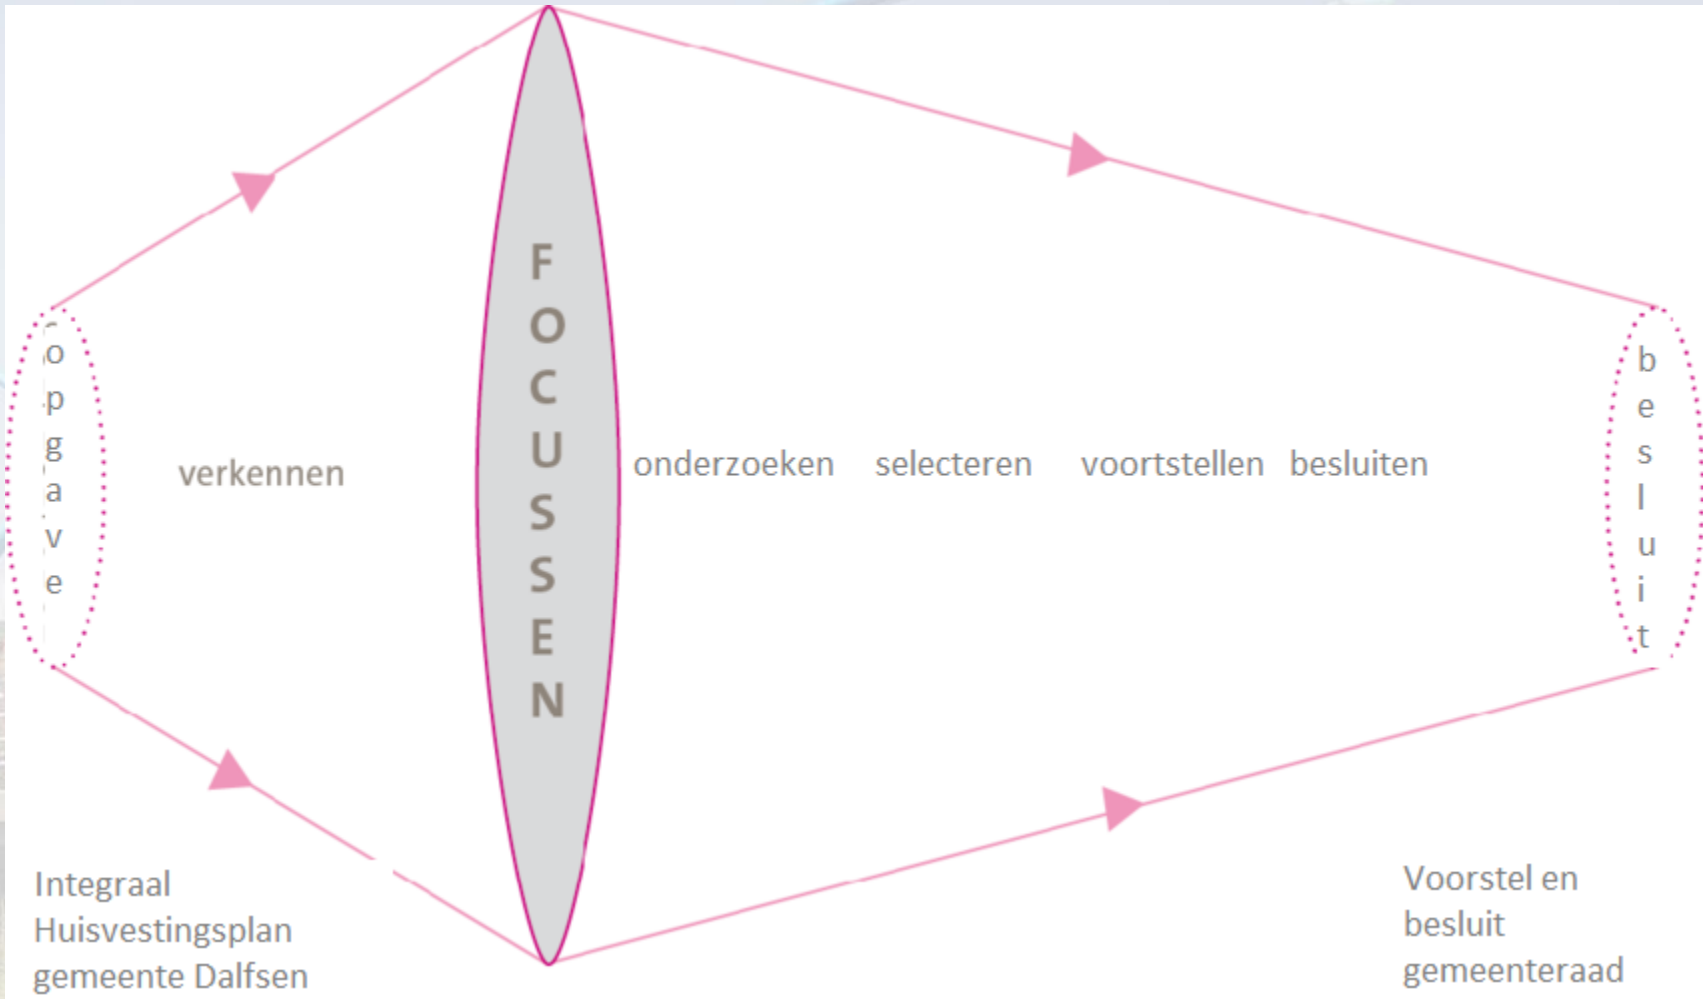 opgave
verkennen
FOCUSSEN
onderzoeken selecteren voortstellen besluiten
besluit
Integraal
Huisvestingsplan
gemeente Dalfsen
Voorstel en
besluit
gemeenteraad